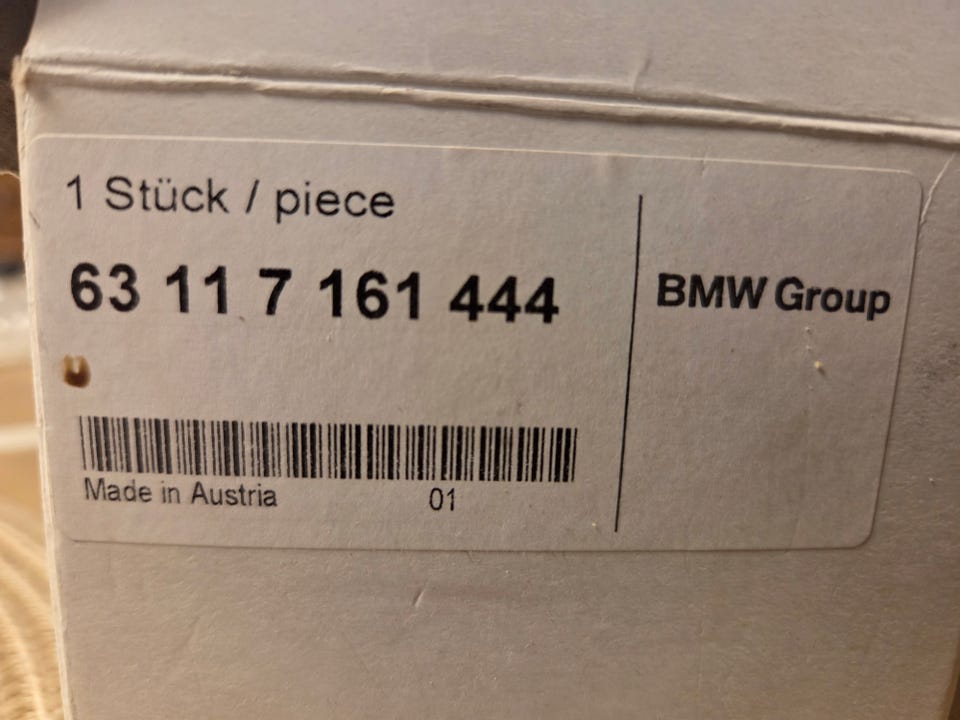 1 Stück / piece
63 11 7 161 444
BMW Group
Made in Austria
01